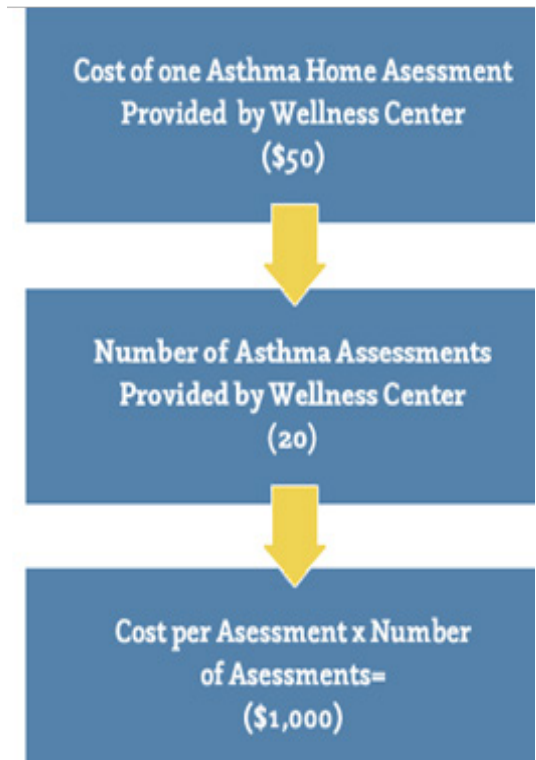 Cost of one Asthma Home Asessment
Provided by Wellness Center
($50)
Number of Asthma Assessments
Provided by Wellness Center
(20)
Cost per Asessment x Number
of Asessments=
($1,000)